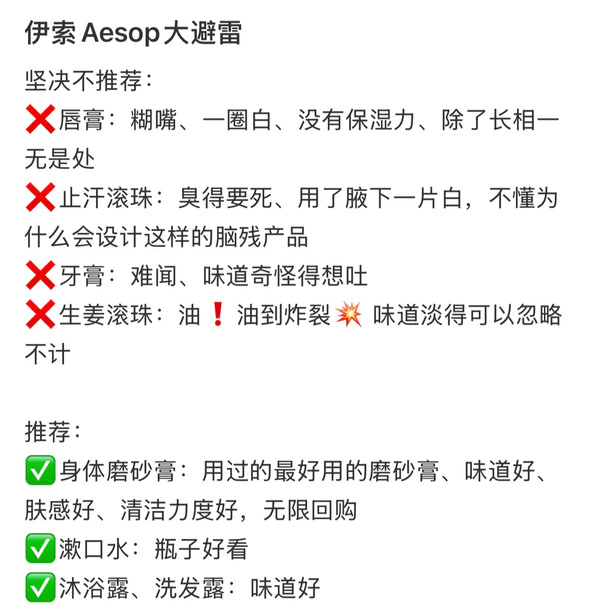 伊索Aesop大避雷
坚决不推荐：
❌唇膏：糊嘴、一圈白、没有保湿力、除了长相一
无是处
❌止汗滚珠：臭得要死、用了腋下一片白，不懂为
什么会设计这样的脑残产品
❌牙膏：难闻、味道奇怪得想吐
❌生姜滚珠：油❗油到炸裂💥 味道淡得可以忽略
不计
推荐：
✅身体磨砂膏：用过的最好用的磨砂膏、味道好、
肤感好、清洁力度好，无限回购
✅漱口水：瓶子好看
✅沐浴露、洗发露：味道好